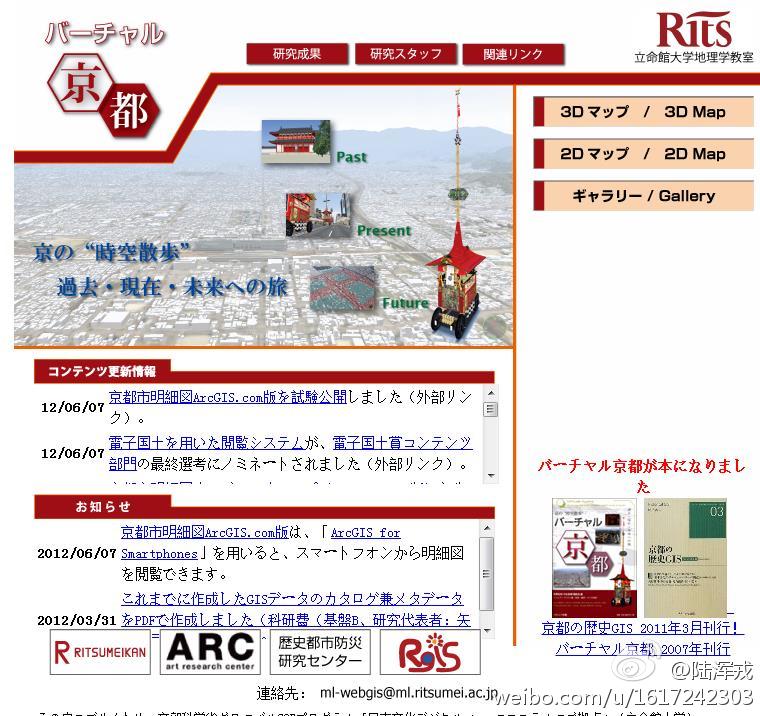 バーチャル
京
都
研究成果
研究スタッフ
関連リンク
Rits
立命館大学地理学教室
Past
Present
Future
京の“時空散歩”
過去・現在・未来への旅
3Dマップ / 3D Map
2Dマップ / 2D Map
ギャラリー / Gallery
コンテンツ更新情報
12/06/07 京都市明細図ArcGIS.com版を試験公開しました（外部リン
ク）。
12/06/07 電子国土を用いた閲覧システムが、電子国土賞コンテンツ
部門の最終選考にノミネートされました（外部リンク）。
お知らせ
2012/06/07 京都市明細図ArcGIS.com版は、「ArcGIS for
Smartphones」を用いると、スマートフォンから明細図
を閲覧できます。
2012/03/31 これまでに作成したGISデータのカタログ兼メタデータ
をPDFで作成しました（科研費（基盤B、研究代表者：矢
バーチャル京都が本になりまし
た
バーチャル
京
都
03
京都の
歴史GIS
京都の歴史GIS 2011年3月刊行！
バーチャル京都 2007年刊行
RITSUMEIKAN
ARC
art research center
歴史都市防災
研究センター
RGIS
連絡先： ml-webgis@ml.ritsumei.ac.jp
@陆浑戎
weibo.com/u/1617242303